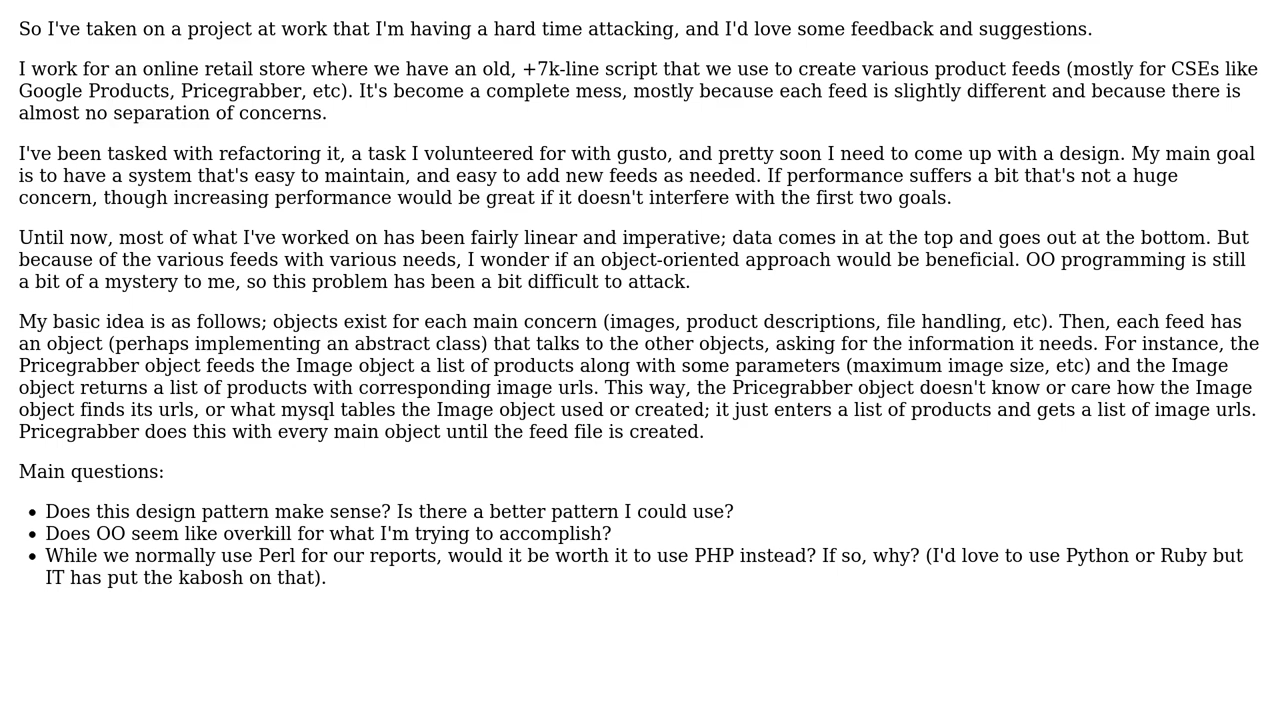 So I've taken on a project at work that I'm having a hard time attacking, and I'd love some feedback and suggestions.
I work for an online retail store where we have an old, +7k-line script that we use to create various product feeds (mostly for CSEs like
Google Products, Pricegrabber, etc). It's become a complete mess, mostly because each feed is slightly different and because there is
almost no separation of concerns.
I've been tasked with refactoring it, a task I volunteered for with gusto, and pretty soon I need to come up with a design. My main goal
is to have a system that's easy to maintain, and easy to add new feeds as needed. If performance suffers a bit that's not a huge
concern, though increasing performance would be great if it doesn't interfere with the first two goals.
Until now, most of what I've worked on has been fairly linear and imperative; data comes in at the top and goes out at the bottom. But
because of the various feeds with various needs, I wonder if an object-oriented approach would be beneficial. OO programming is still
a bit of a mystery to me, so this problem has been a bit difficult to attack.
My basic idea is as follows; objects exist for each main concern (images, product descriptions, file handling, etc). Then, each feed has
an object (perhaps implementing an abstract class) that talks to the other objects, asking for the information it needs. For instance, the
Pricegrabber object feeds the Image object a list of products along with some parameters (maximum image size, etc) and the Image
object returns a list of products with corresponding image urls. This way, the Pricegrabber object doesn't know or care how the Image
object finds its urls, or what mysql tables the Image object used or created; it just enters a list of products and gets a list of image urls.
Pricegrabber does this with every main object until the feed file is created.
Main questions:
• Does this design pattern make sense? Is there a better pattern I could use?
• Does OO seem like overkill for what I'm trying to accomplish?
• While we normally use Perl for our reports, would it be worth it to use PHP instead? If so, why? (I'd love to use Python or Ruby but
IT has put the kabosh on that).